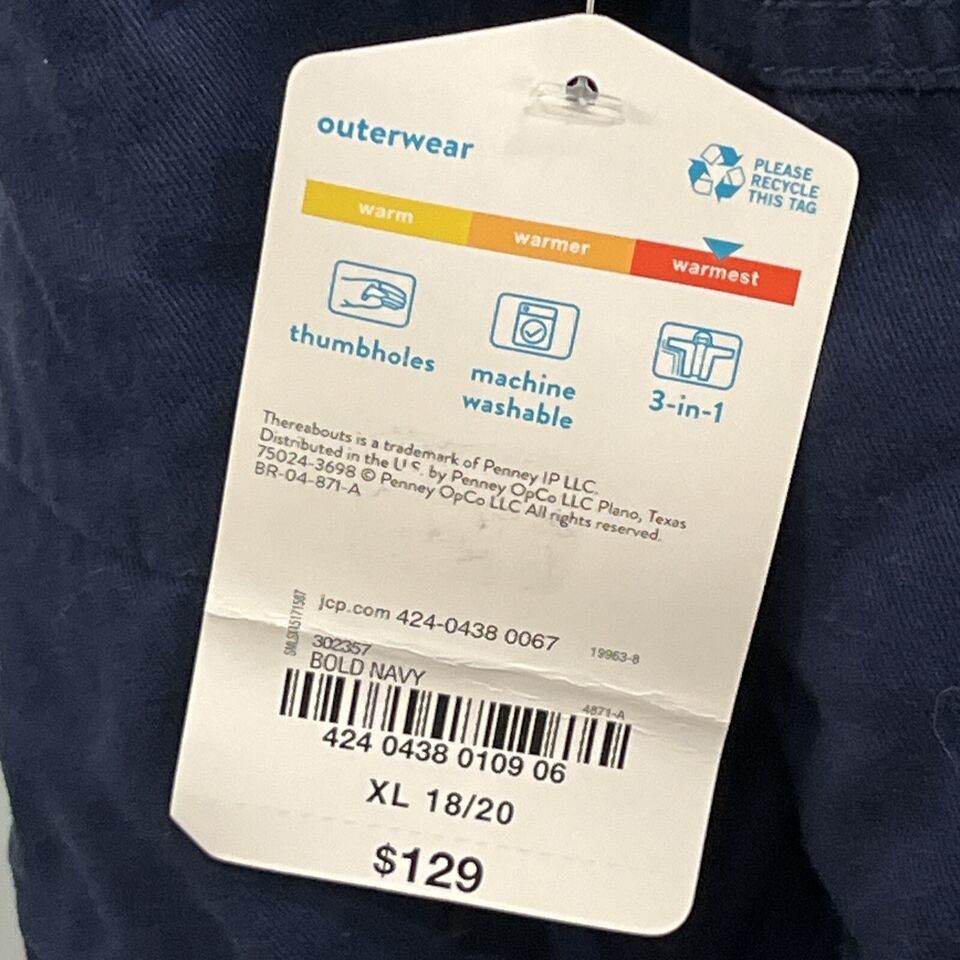 outerwear
PLEASE
RECYCLE
THIS TAG
warm
warmer
warmest
thumbholes
machine
washable
3-in-1
Thereabouts is a trademark of Penney IP LLC.
Distributed in the U.S. by Penney OpCo LLC Plano, Texas
75024-3698 © Penney OpCo LLC All rights reserved.
BR-04-871-A
jcp.com 424-0438 0067
19963-8
302357
BOLD NAVY
4871-A
424 0438 0109 06
XL 18/20
$129